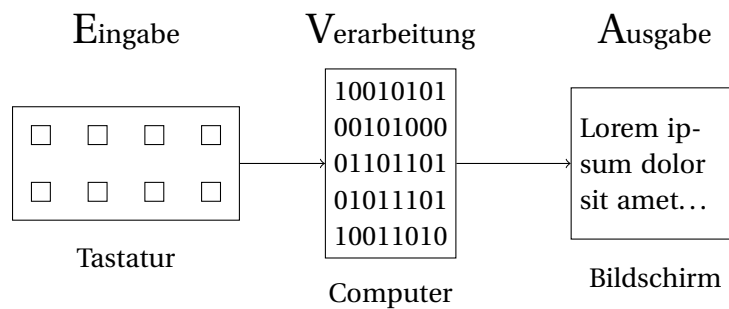 Eingabe
Verarbeitung
Ausgabe
10010101
00101000
01101101
01011101
10011010
Lorem ip-
sum dolor
sit amet...
Tastatur
Computer
Bildschirm